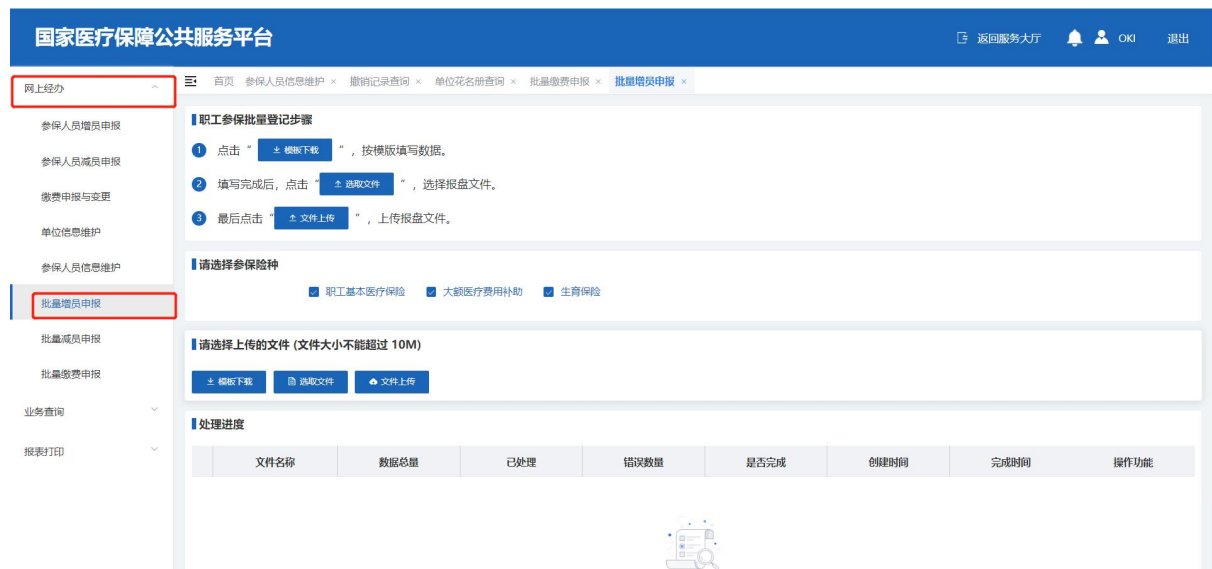 国家医疗保障公共服务平台
返回服务大厅 OKI 退出
网上经办
参保人员增员申报
参保人员减员申报
缴费申报与变更
单位信息维护
参保人员信息维护
批量增员申报
批量减员申报
批量缴费申报
业务查询
报表打印
首页 参保人员信息维护 × 撤销记录查询 × 单位花名册查询 × 批量缴费申报 × 批量增员申报 ×
职工参保批量登记步骤
1 点击“ 模板下载 ”，按模版填写数据。
2 填写完成后，点击“ 选取文件 ”，选择报盘文件。
3 最后点击“ 文件上传 ”，上传报盘文件。
请选择参保险种
职工基本医疗保险 大额医疗费用补助 生育保险
请选择上传的文件 (文件大小不能超过 10M)
模板下载 选取文件 文件上传
处理进度
文件名称 数据总量 已处理 错误数量 是否完成 创建时间 完成时间 操作功能